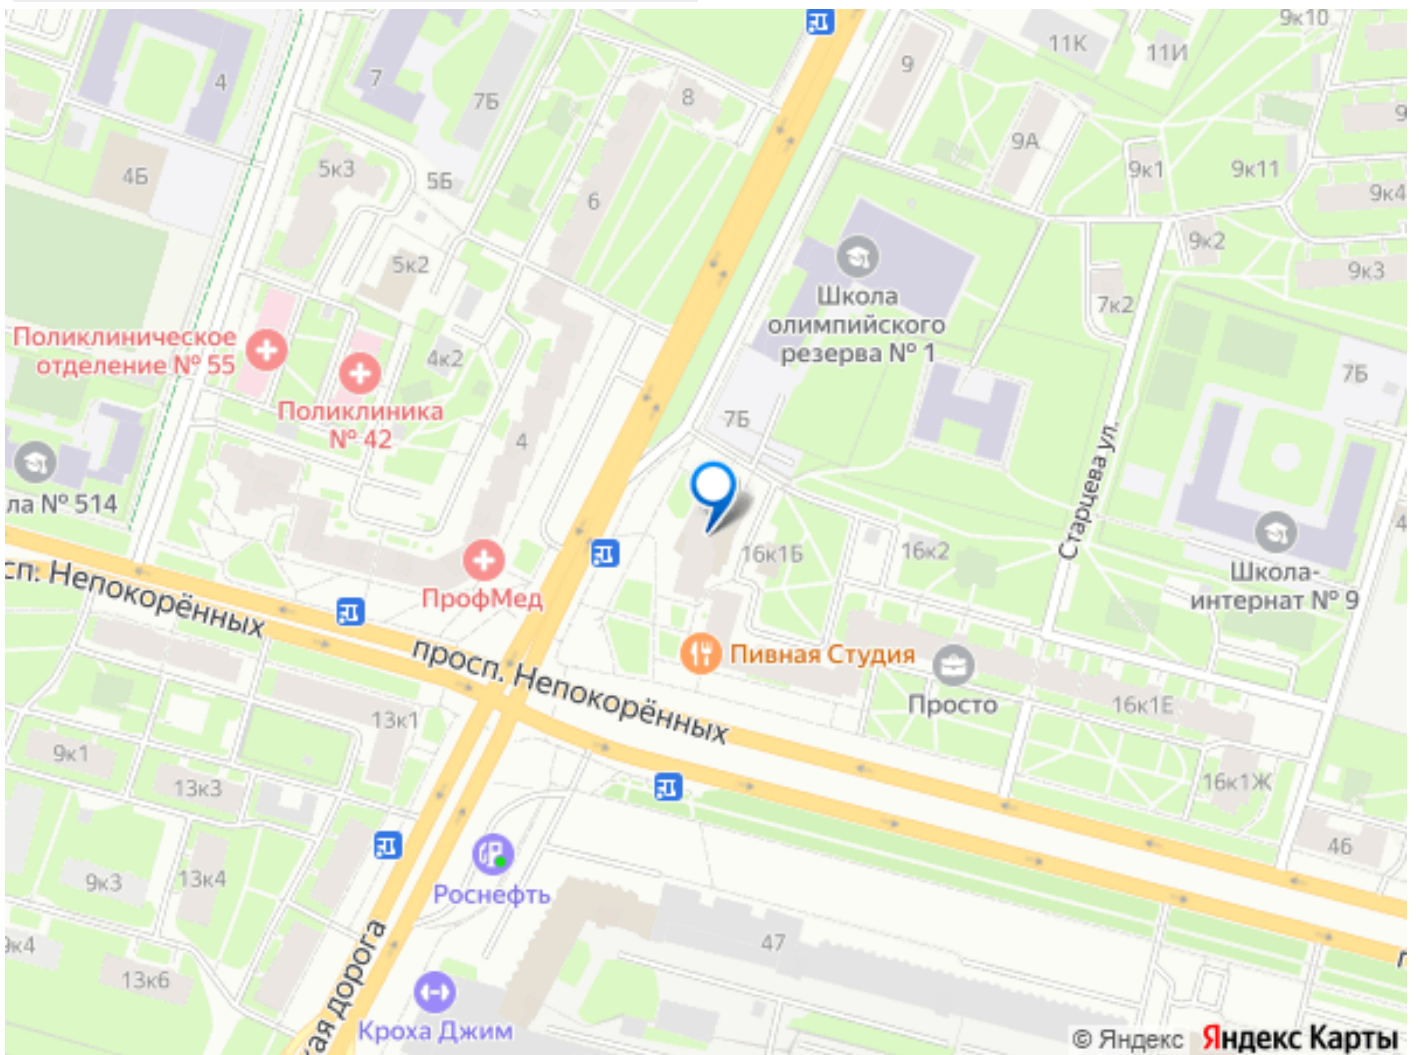 9к10
11К
11И
9
4
7
7Б
8
9А
9к1
9к11
9к4
5к3
4Б
5Б
6
9к2
9к3
5к2
Школа
олимпийского
резерва № 1
7к2
Поликлиническое
отделение № 55
4к2
Поликлиника
№ 42
7Б
7Б
4
Старцева ул.
ла № 514
16к1Б
16к2
Школа-
интернат № 9
ПрофМед
сп. Непокорённых
просп. Непокорённых
Пивная Студия
Просто
13к1
16к1Е
9к1
13к3
16к1Ж
46
Роснефть
9к3
13к4
кая дорога
47
9к4
13к6
Кроха Джим
© Яндекс Яндекс Карты